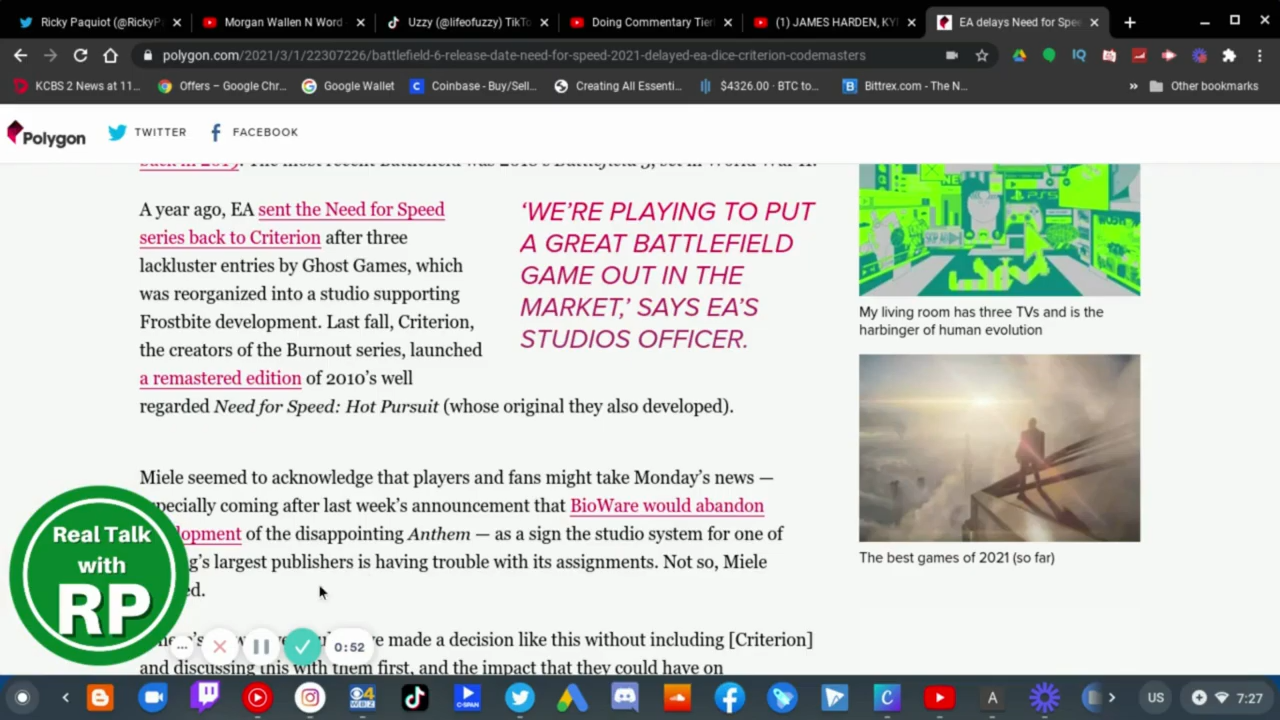 Ricky Paquiot (@RickyP
Morgan Wallen N Word
Uzzy (@lifeofuzzy) TikTo
Doing Commentary Tier
(1) JAMES HARDEN, KY
EA delays Need for Spee
polygon.com/2021/3/1/22307226/battlefield-6-release-date-need-for-speed-2021-delayed-ea-dice-criterion-codemasters
KCBS 2 News at 11...
Offers – Google Chr...
Google Wallet
Coinbase - Buy/Sell...
Creating All Essenti...
$4326.00 · BTC to...
Bittrex.com - The N...
Other bookmarks
Polygon
TWITTER
FACEBOOK
A year ago, EA sent the Need for Speed
series back to Criterion after three
lackluster entries by Ghost Games, which
was reorganized into a studio supporting
Frostbite development. Last fall, Criterion,
the creators of the Burnout series, launched
a remastered edition of 2010's well
regarded Need for Speed: Hot Pursuit (whose original they also developed).
‘WE'RE PLAYING TO PUT
A GREAT BATTLEFIELD
GAME OUT IN THE
MARKET,’ SAYS EA'S
STUDIOS OFFICER.
Miele seemed to acknowledge that players and fans might take Monday's news —
pecially coming after last week's announcement that BioWare would abandon
opment of the disappointing Anthem — as a sign the studio system for one of
g's largest publishers is having trouble with its assignments. Not so, Miele
ed.
made a decision like this without including [Criterion]
and discussing this with them first, and the impact that they could have on
My living room has three TVs and is the
harbinger of human evolution
The best games of 2021 (so far)
Real Talk
with
RP
0:52
US
7:27